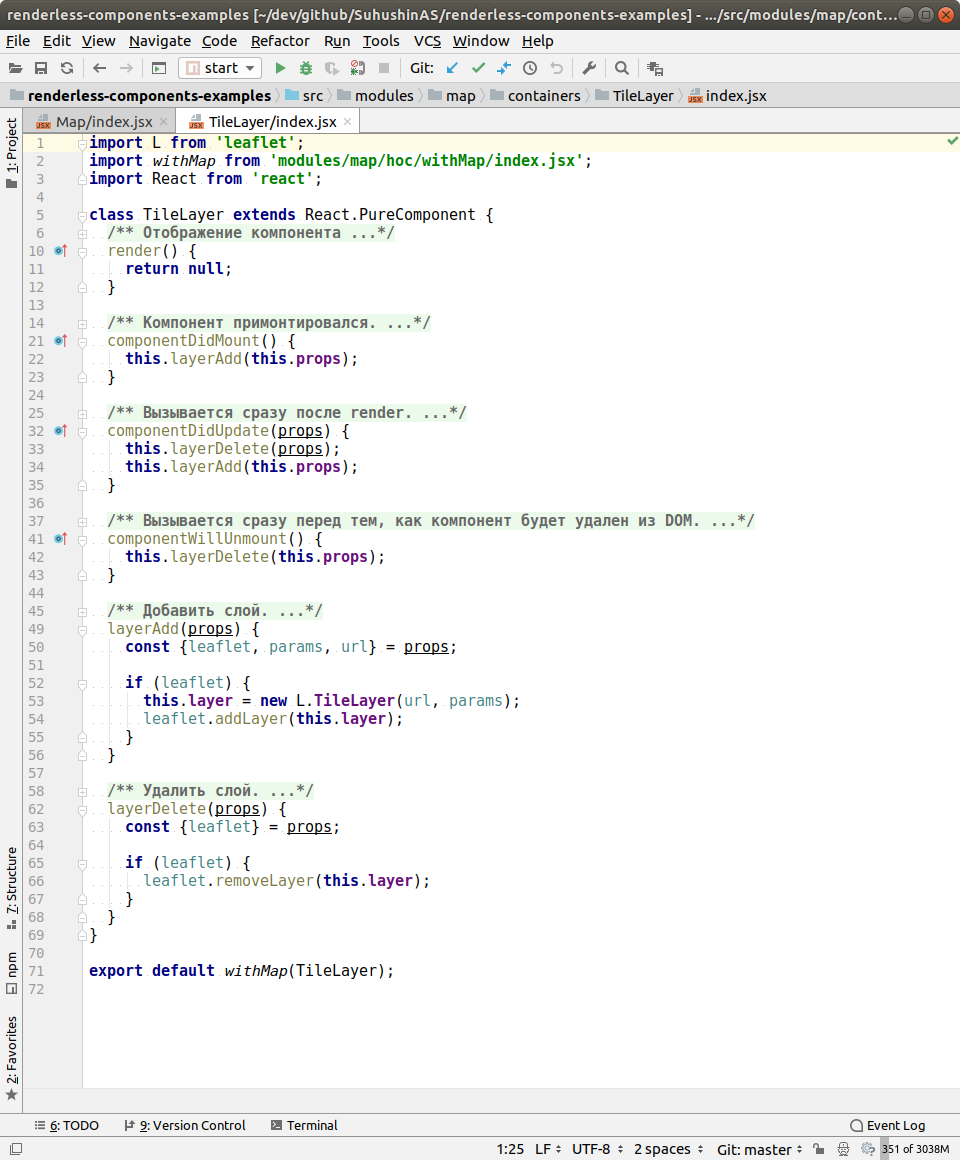 renderless-components-examples [~/dev/github/SuhushinAS/renderless-components-examples] - .../src/modules/map/cont...
File Edit View Navigate Code Refactor Run Tools VCS Window Help
start Git:
renderless-components-examples src modules map containers TileLayer index.jsx
Map/index.jsx TileLayer/index.jsx
1: Project
7: Structure
npm
2: Favorites
1 import L from 'leaflet';
2 import withMap from 'modules/map/hoc/withMap/index.jsx';
3 import React from 'react';
4
5 class TileLayer extends React.PureComponent {
6 /** Отображение компонента ...*/
10 render() {
11 return null;
12 }
13
14 /** Компонент примонтировался. ...*/
21 componentDidMount() {
22 this.layerAdd(this.props);
23 }
24
25 /** Вызывается сразу после render. ...*/
32 componentDidUpdate(props) {
33 this.layerDelete(props);
34 this.layerAdd(this.props);
35 }
36
37 /** Вызывается сразу перед тем, как компонент будет удален из DOM. ...*/
41 componentWillUnmount() {
42 this.layerDelete(this.props);
43 }
44
45 /** Добавить слой. ...*/
49 layerAdd(props) {
50 const {leaflet, params, url} = props;
51
52 if (leaflet) {
53 this.layer = new L.TileLayer(url, params);
54 leaflet.addLayer(this.layer);
55 }
56 }
57
58 /** Удалить слой. ...*/
62 layerDelete(props) {
63 const {leaflet} = props;
64
65 if (leaflet) {
66 leaflet.removeLayer(this.layer);
67 }
68 }
69 }
70
71 export default withMap(TileLayer);
72
6: TODO 9: Version Control Terminal Event Log
1:25 LF UTF-8 2 spaces Git: master 351 of 3038M